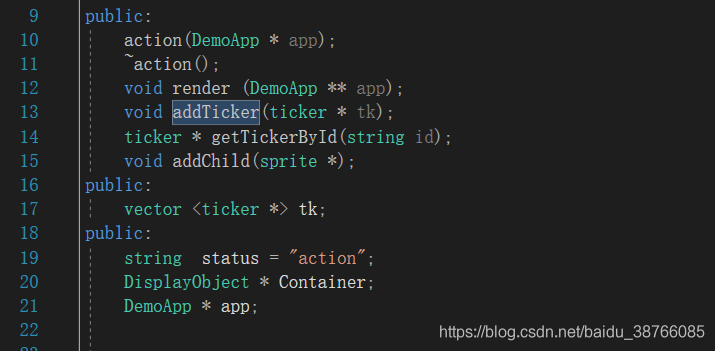 9 public:
10 action(DemoApp * app);
11 ~action();
12 void render (DemoApp ** app);
13 void addTicker(ticker * tk);
14 ticker * getTickerById(string id);
15 void addChild(sprite *);
16 public:
17 vector <ticker *> tk;
18 public:
19 string  status = "action";
20 DisplayObject * Container;
21 DemoApp * app;
22
https://blog.csdn.net/baidu_38766085